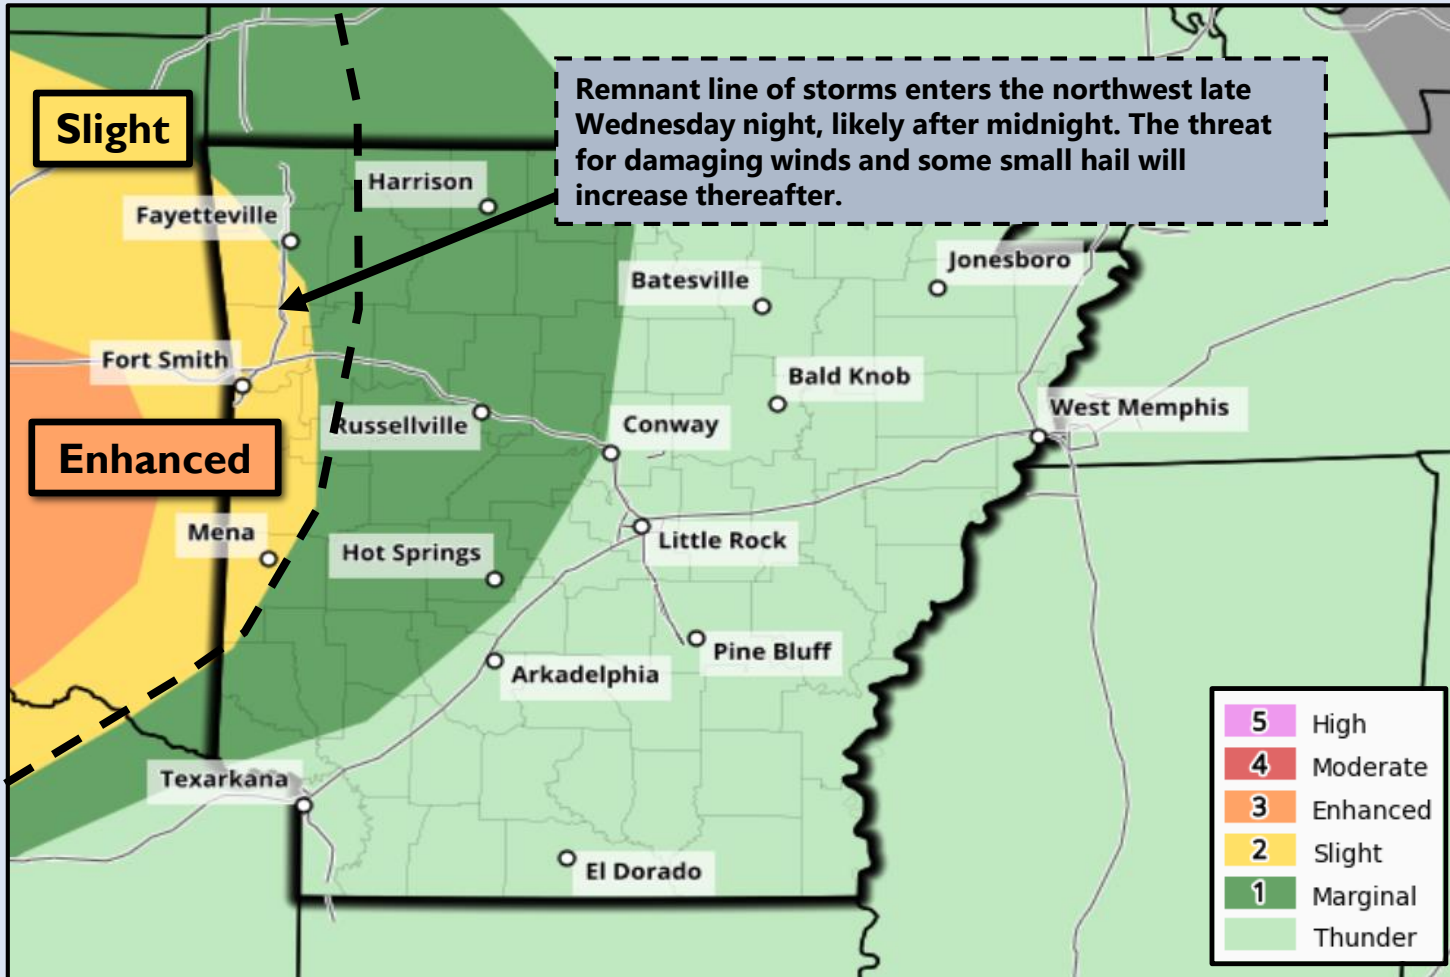 Remnant line of storms enters the northwest late
Wednesday night, likely after midnight. The threat
for damaging winds and some small hail will
increase thereafter.
Slight
Harrison
Fayetteville
Jonesboro
Batesville
Fort Smith
Bald Knob
West Memphis
Russellville
Conway
Enhanced
Mena
Little Rock
Hot Springs
Pine Bluff
Arkadelphia
Texarkana
El Dorado
5 High
4 Moderate
3 Enhanced
2 Slight
1 Marginal
Thunder